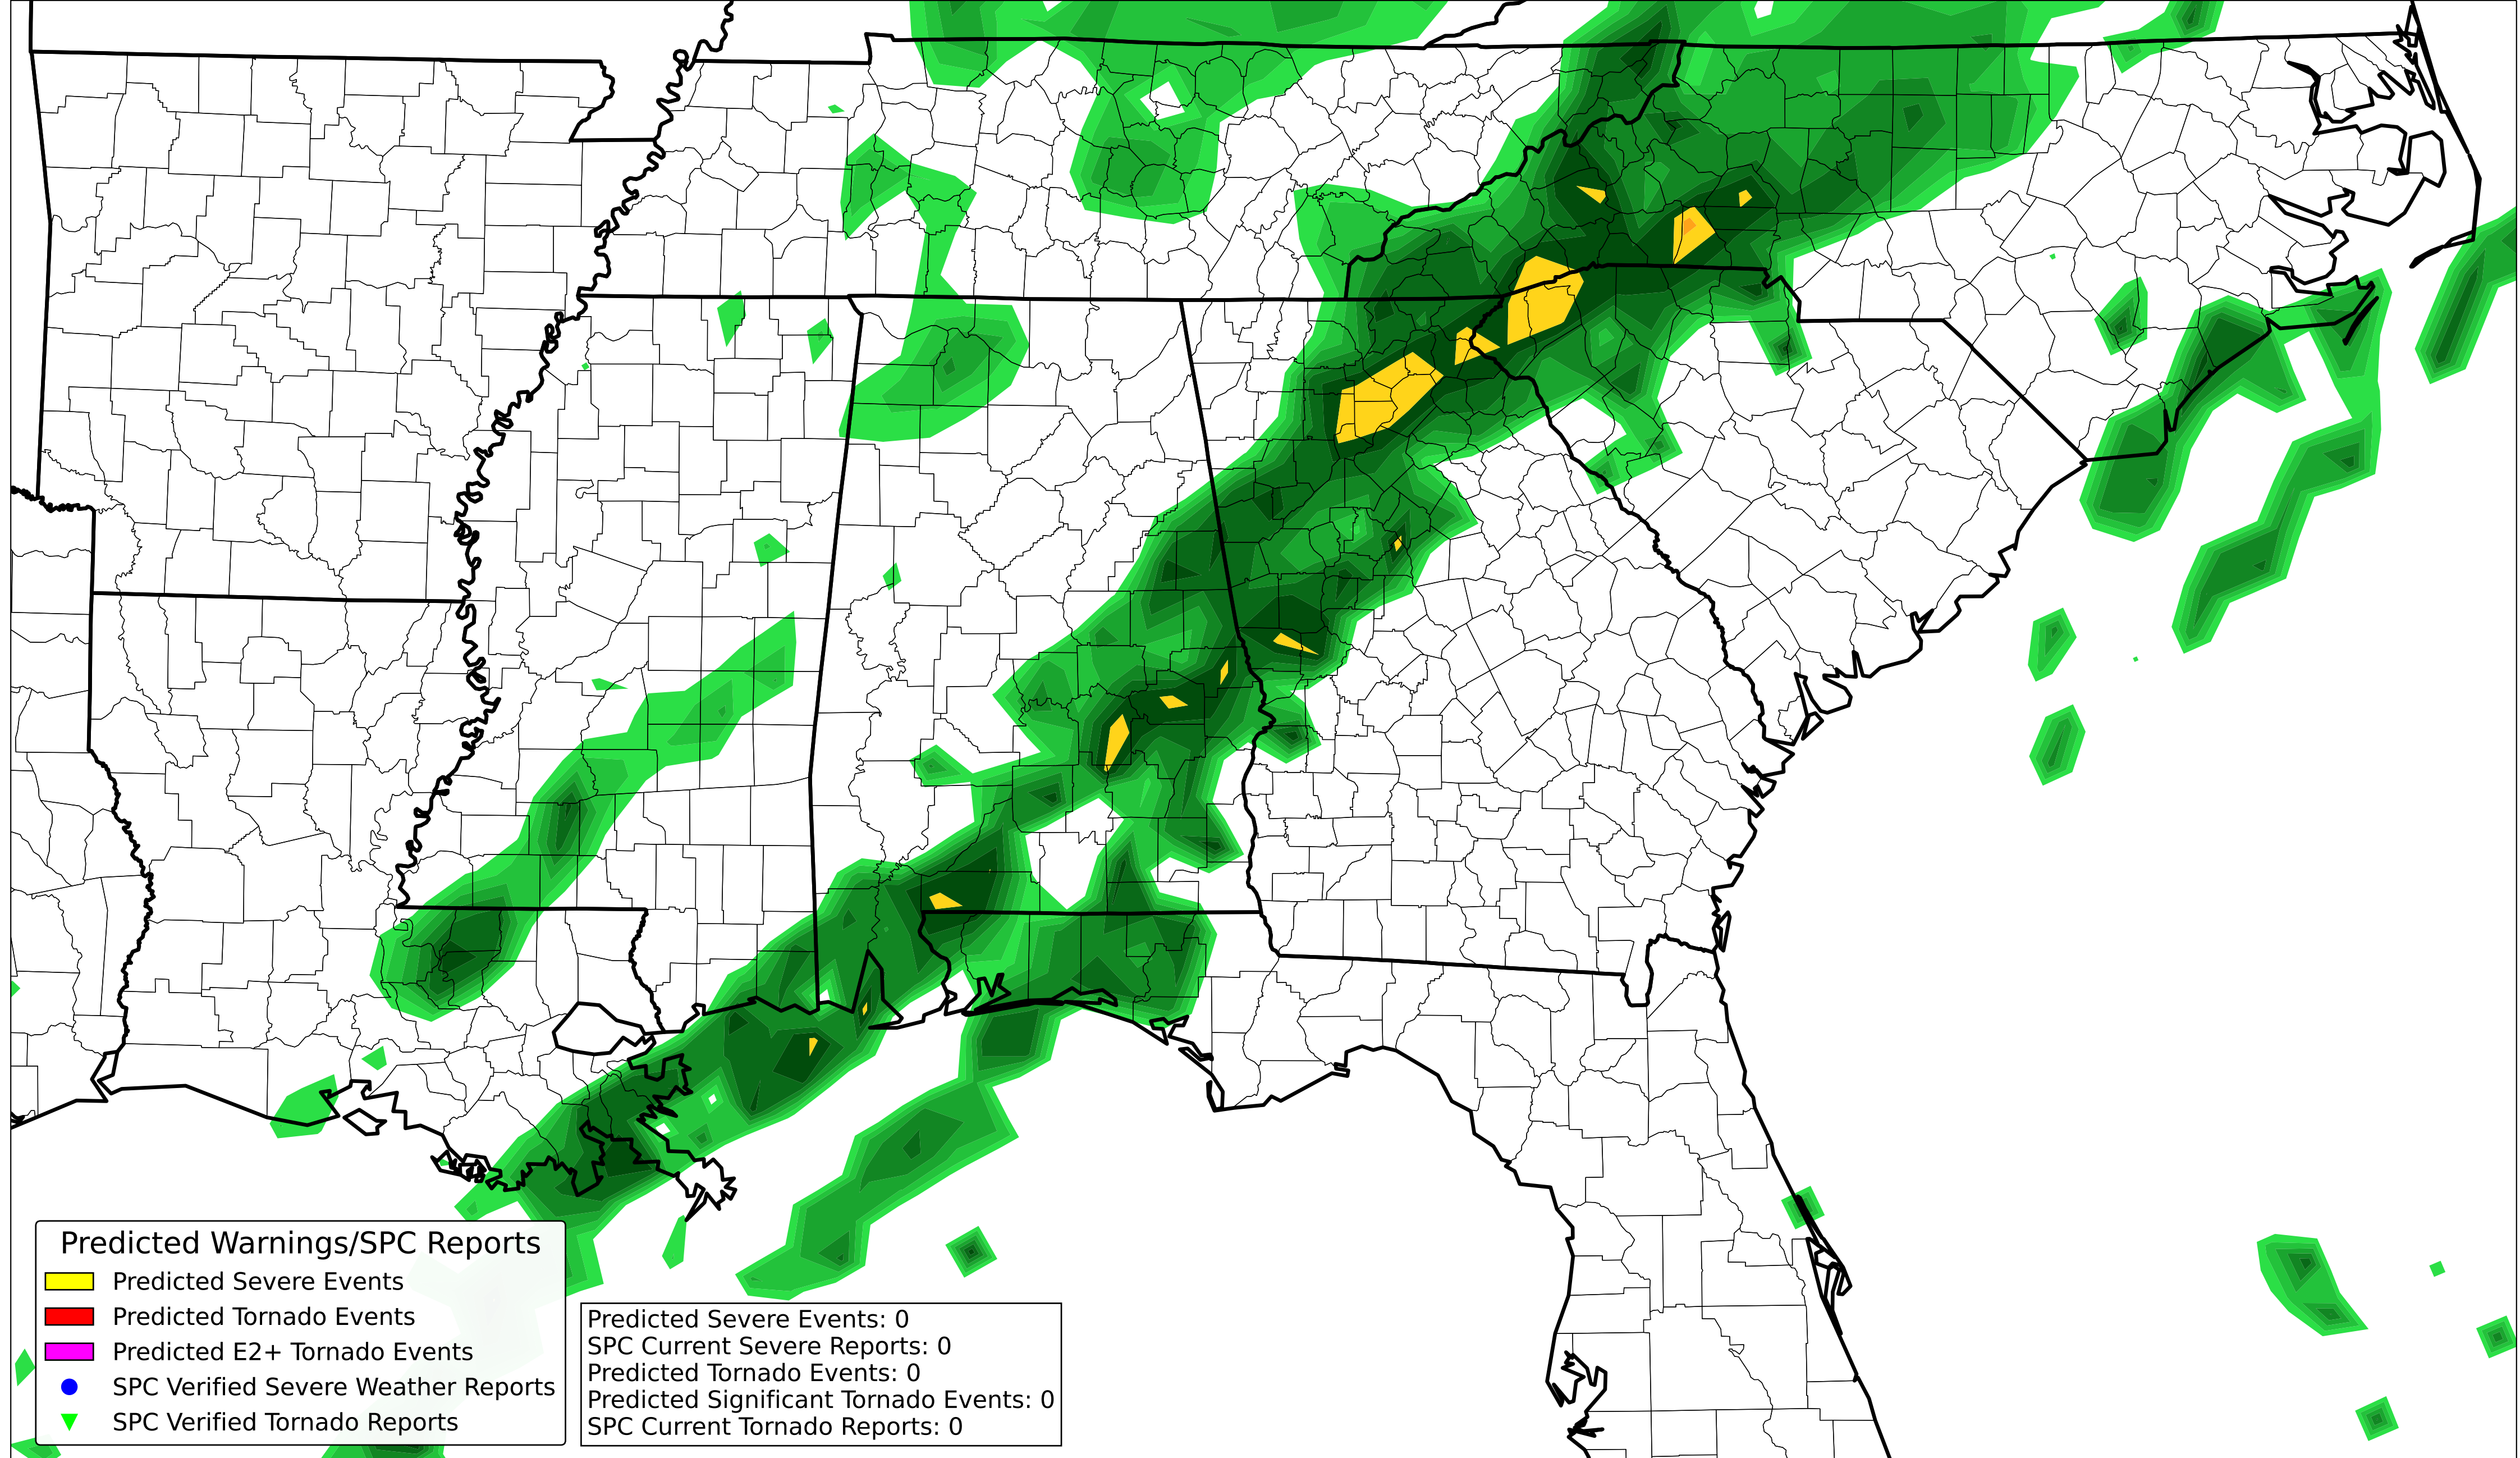 Predicted Warnings/SPC Reports
Predicted Severe Events
Predicted Tornado Events
Predicted E2+ Tornado Events
SPC Verified Severe Weather Reports
SPC Verified Tornado Reports
Predicted Severe Events: 0
SPC Current Severe Reports: 0
Predicted Tornado Events: 0
Predicted Significant Tornado Events: 0
SPC Current Tornado Reports: 0